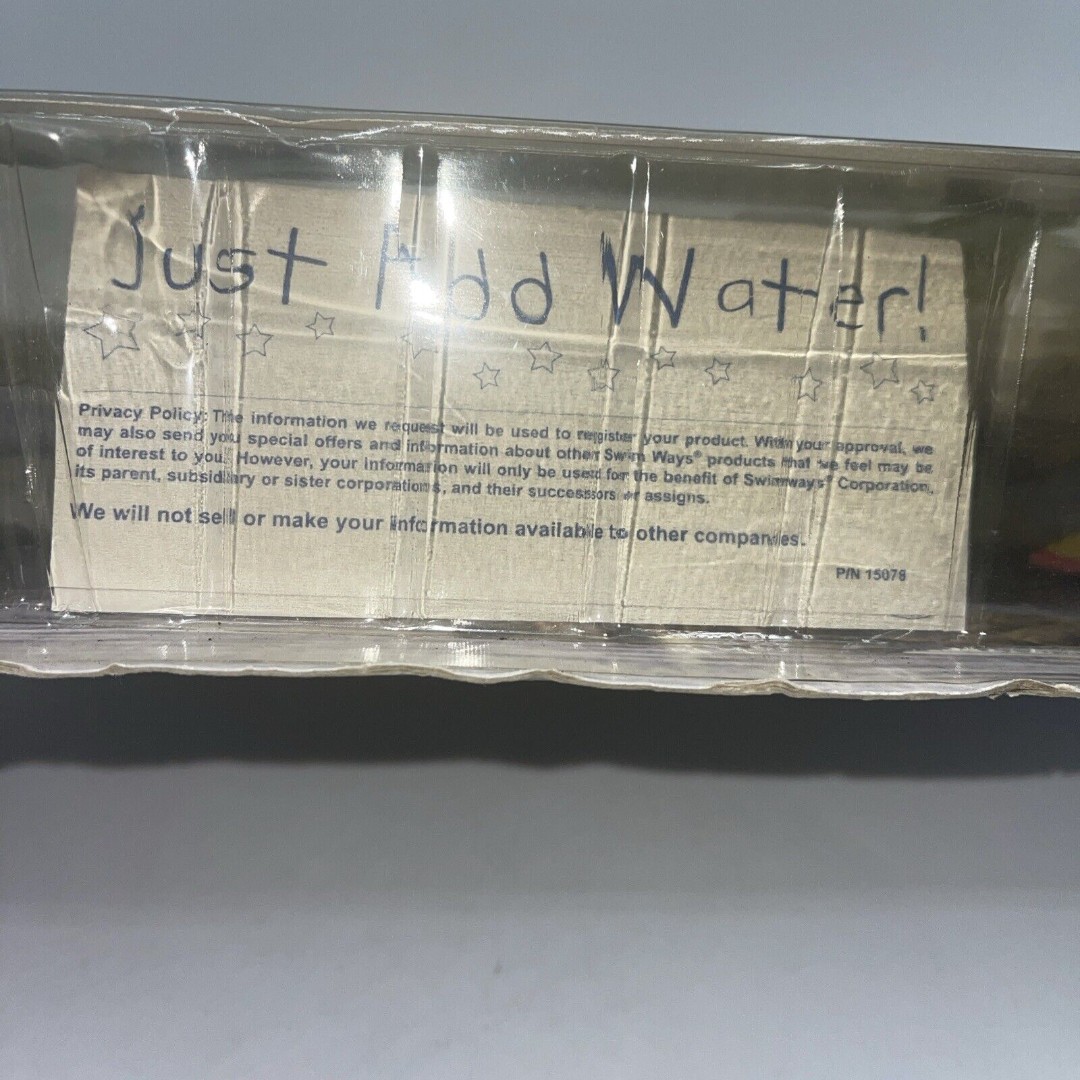 Just Add Water!
Privacy Policy: The information we request will be used to register your product. With your approval, we
may also send you special offers and information about other Swim Ways® products that we feel may be
of interest to you. However, your information will only be used for the benefit of Swimways® Corporation,
its parent, subsidiary or sister corporations, and their successors or assigns.
We will not sell or make your information available to other companies.
P/N 15078